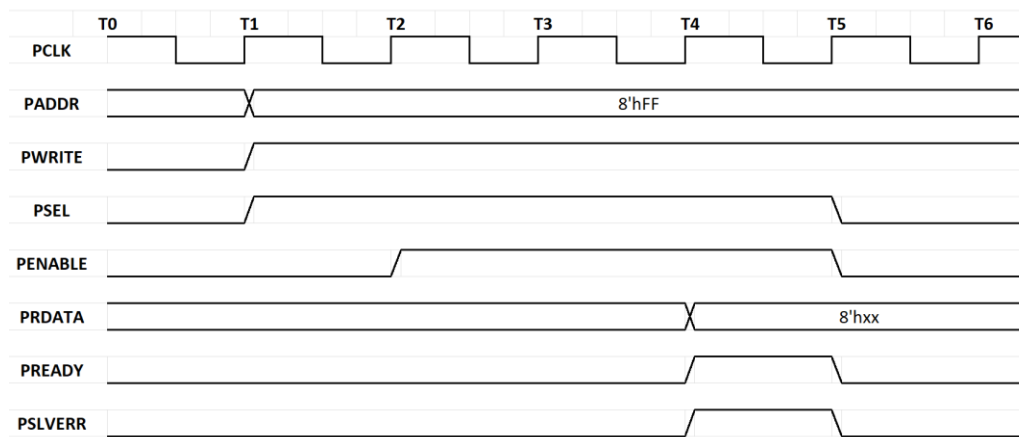 T0 T1 T2 T3 T4 T5 T6
PCLK
PADDR 8'hFF
PWRITE
PSEL
PENABLE
PRDATA 8'hxx
PREADY
PSLVERR